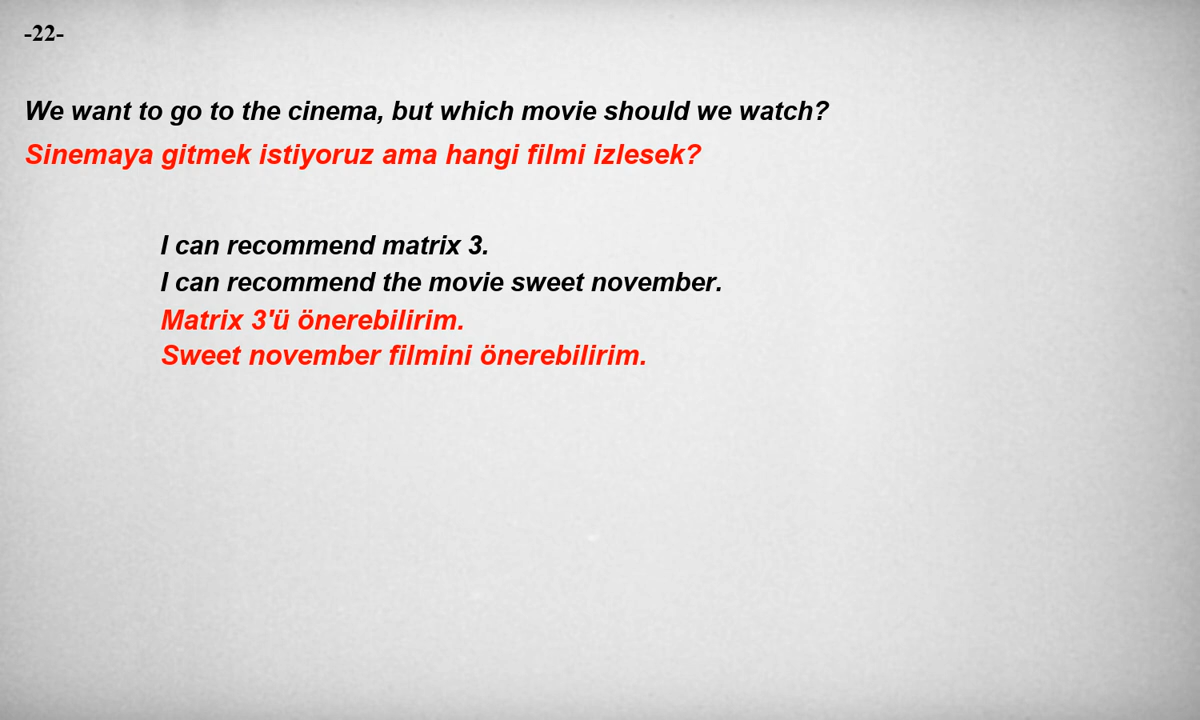 -22-
We want to go to the cinema, but which movie should we watch?
Sinemaya gitmek istiyoruz ama hangi filmi izlesek?
I can recommend matrix 3.
I can recommend the movie sweet november.
Matrix 3'ü önerebilirim.
Sweet november filmini önerebilirim.